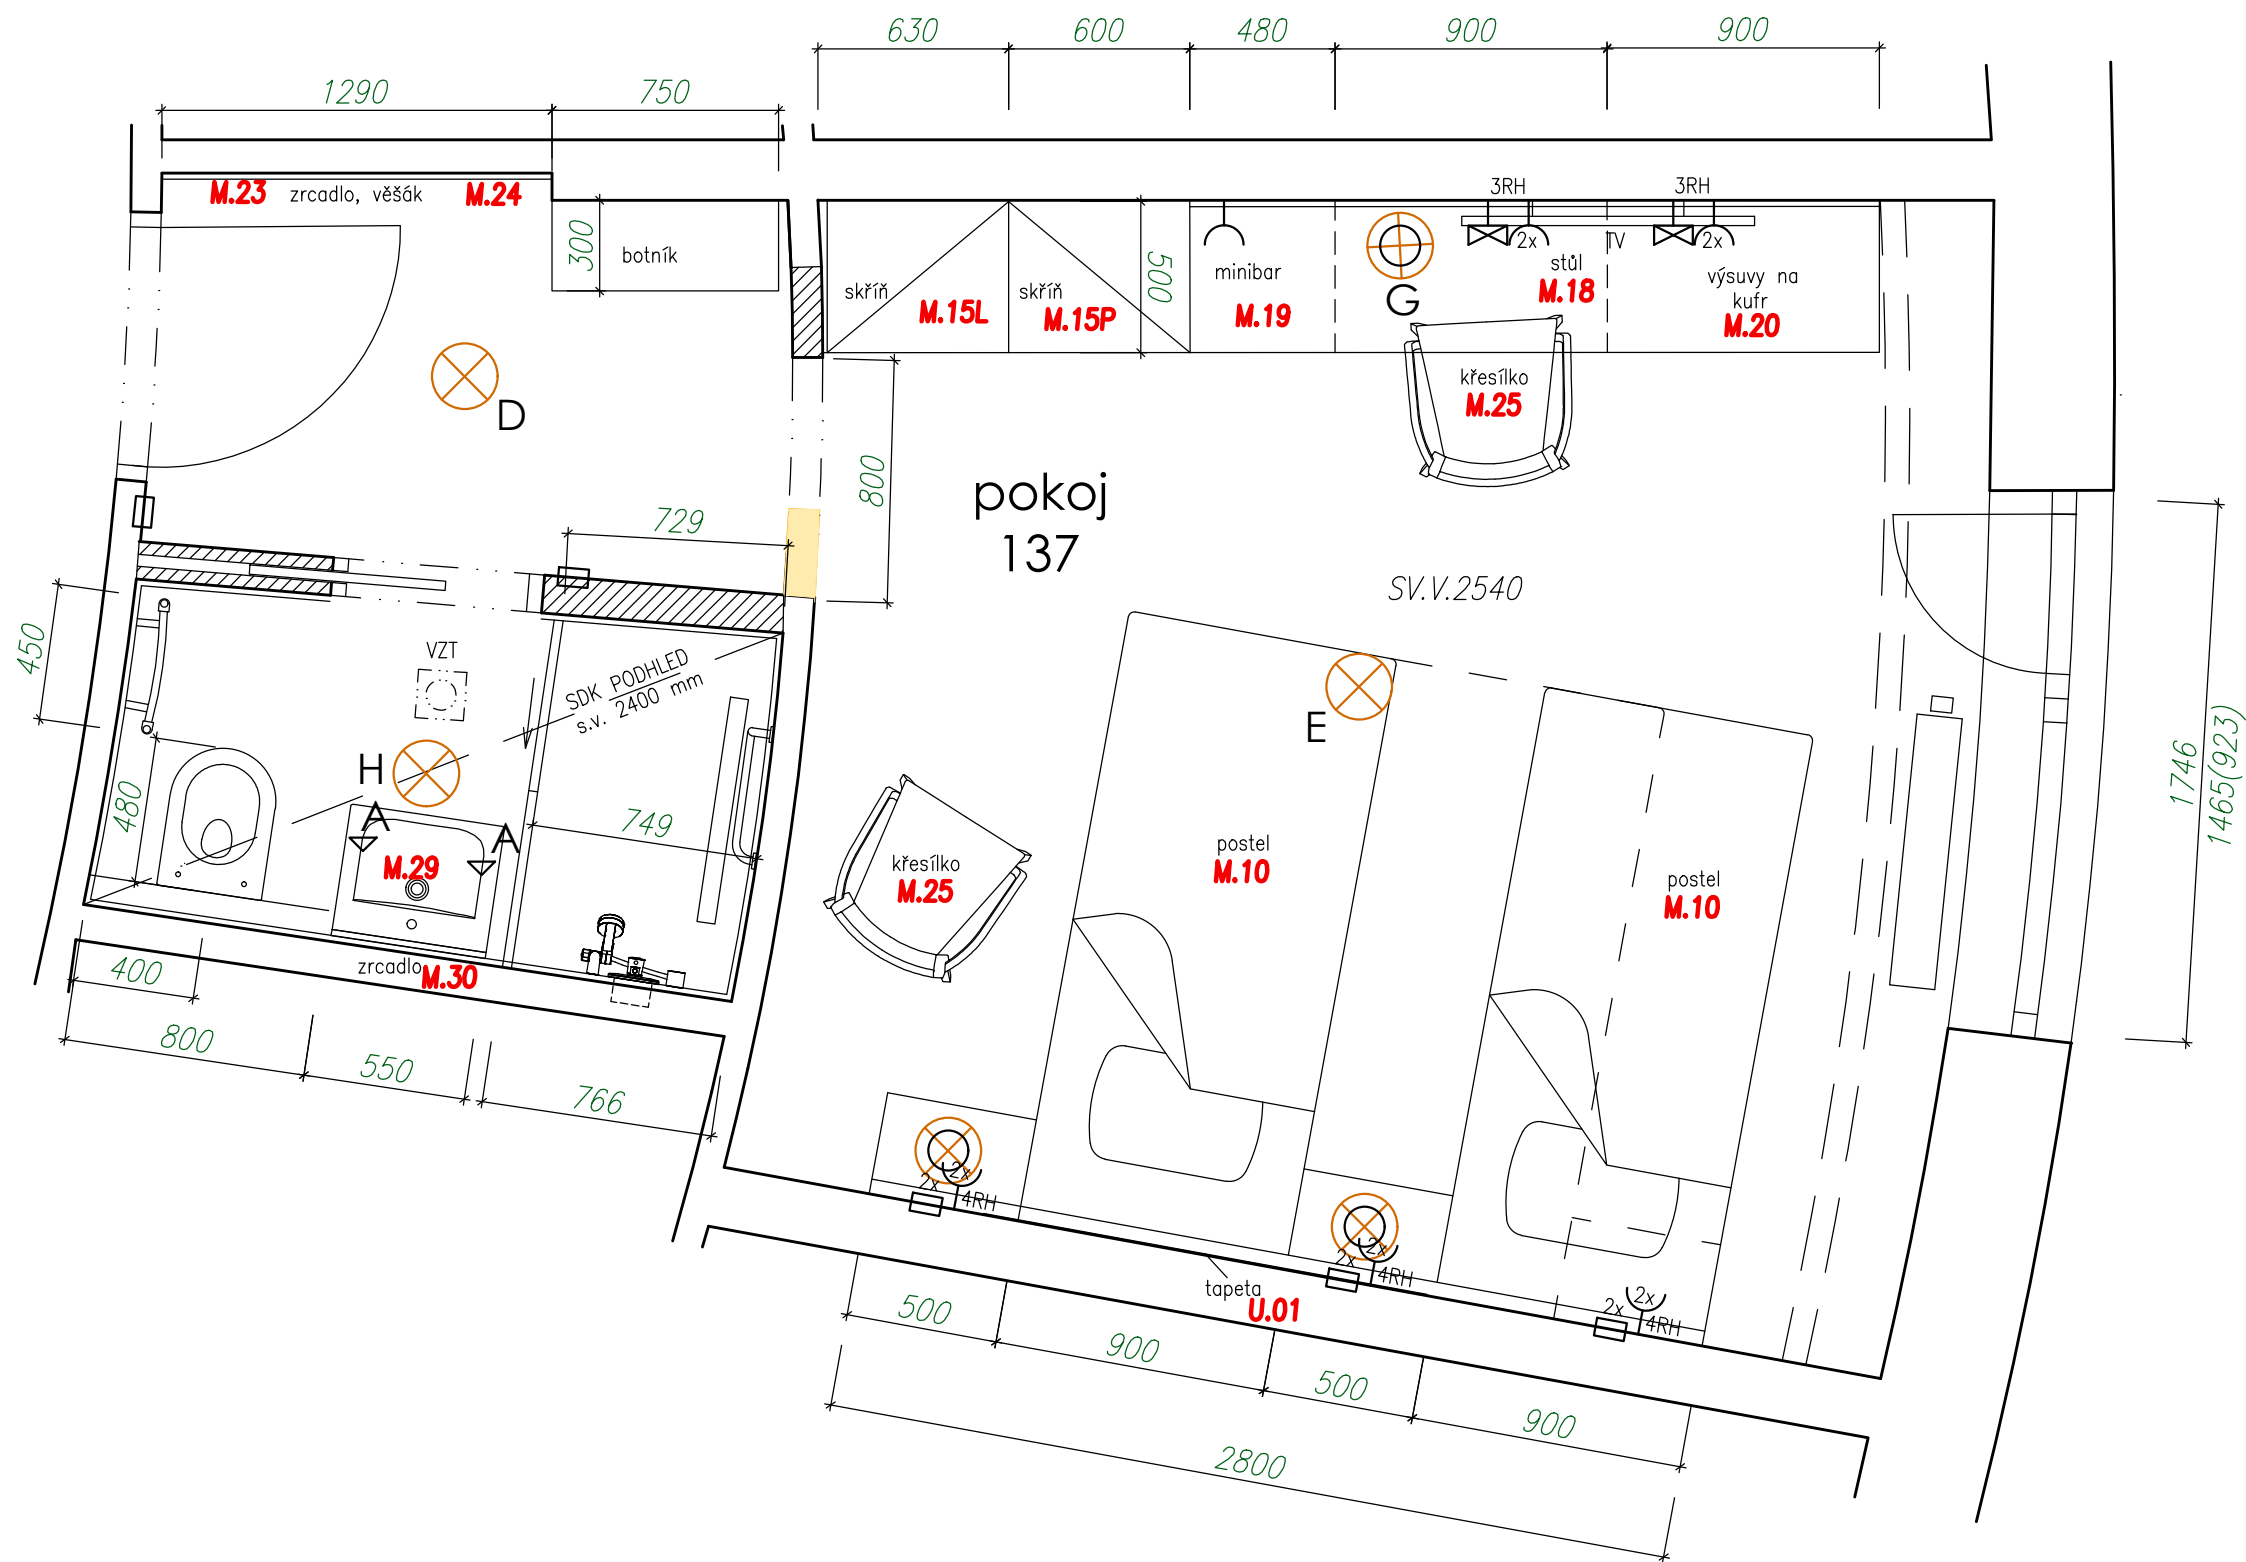 630
600
480
900
900
1290
750
M.23
zrcadlo, věšák
M.24
300
botník
skříň
M.15L
skříň
M.15P
500
minibar
M.19
G
3RH
2x
TV
3RH
2x
stůl
M.18
výsuvy na
kufr
M.20
křesílko
M.25
D
800
729
pokoj
137
SV.V.2540
450
VZT
SDK PODHLED
s.v. 2400 mm
H
A
A
480
749
M.29
E
křesílko
M.25
postel
M.10
postel
M.10
1746
1465(923)
zrcadlo
M.30
400
800
550
766
2x
2x
4RH
2x
2x
4RH
2x
2x
4RH
tapeta
U.01
500
900
500
900
2800